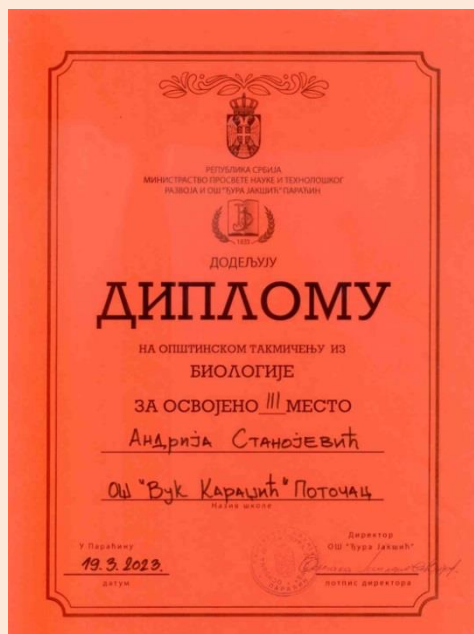 РЕПУБЛИКА СРБИЈА
МИНИСТРАСТВО ПРОСВЕТЕ НАУКЕ И ТЕХНОЛОШКОГ
РАЗВОЈА И ОШ "ЂУРА ЈАКШИЋ" ПАРАЋИН
ДОДЕЉУЈУ
ДИПЛОМУ
НА ОПШТИНСКОМ ТАКМИЧЕЊУ ИЗ
БИОЛОГИЈЕ
ЗА ОСВОЈЕНО III МЕСТО
Андрија Станојевић
ОШ "Вук Караџић" Поточац
Назив школе
У Параћину
19.3.2023.
датум
Директор
ОШ "Ђура Јакшић"
потпис директора